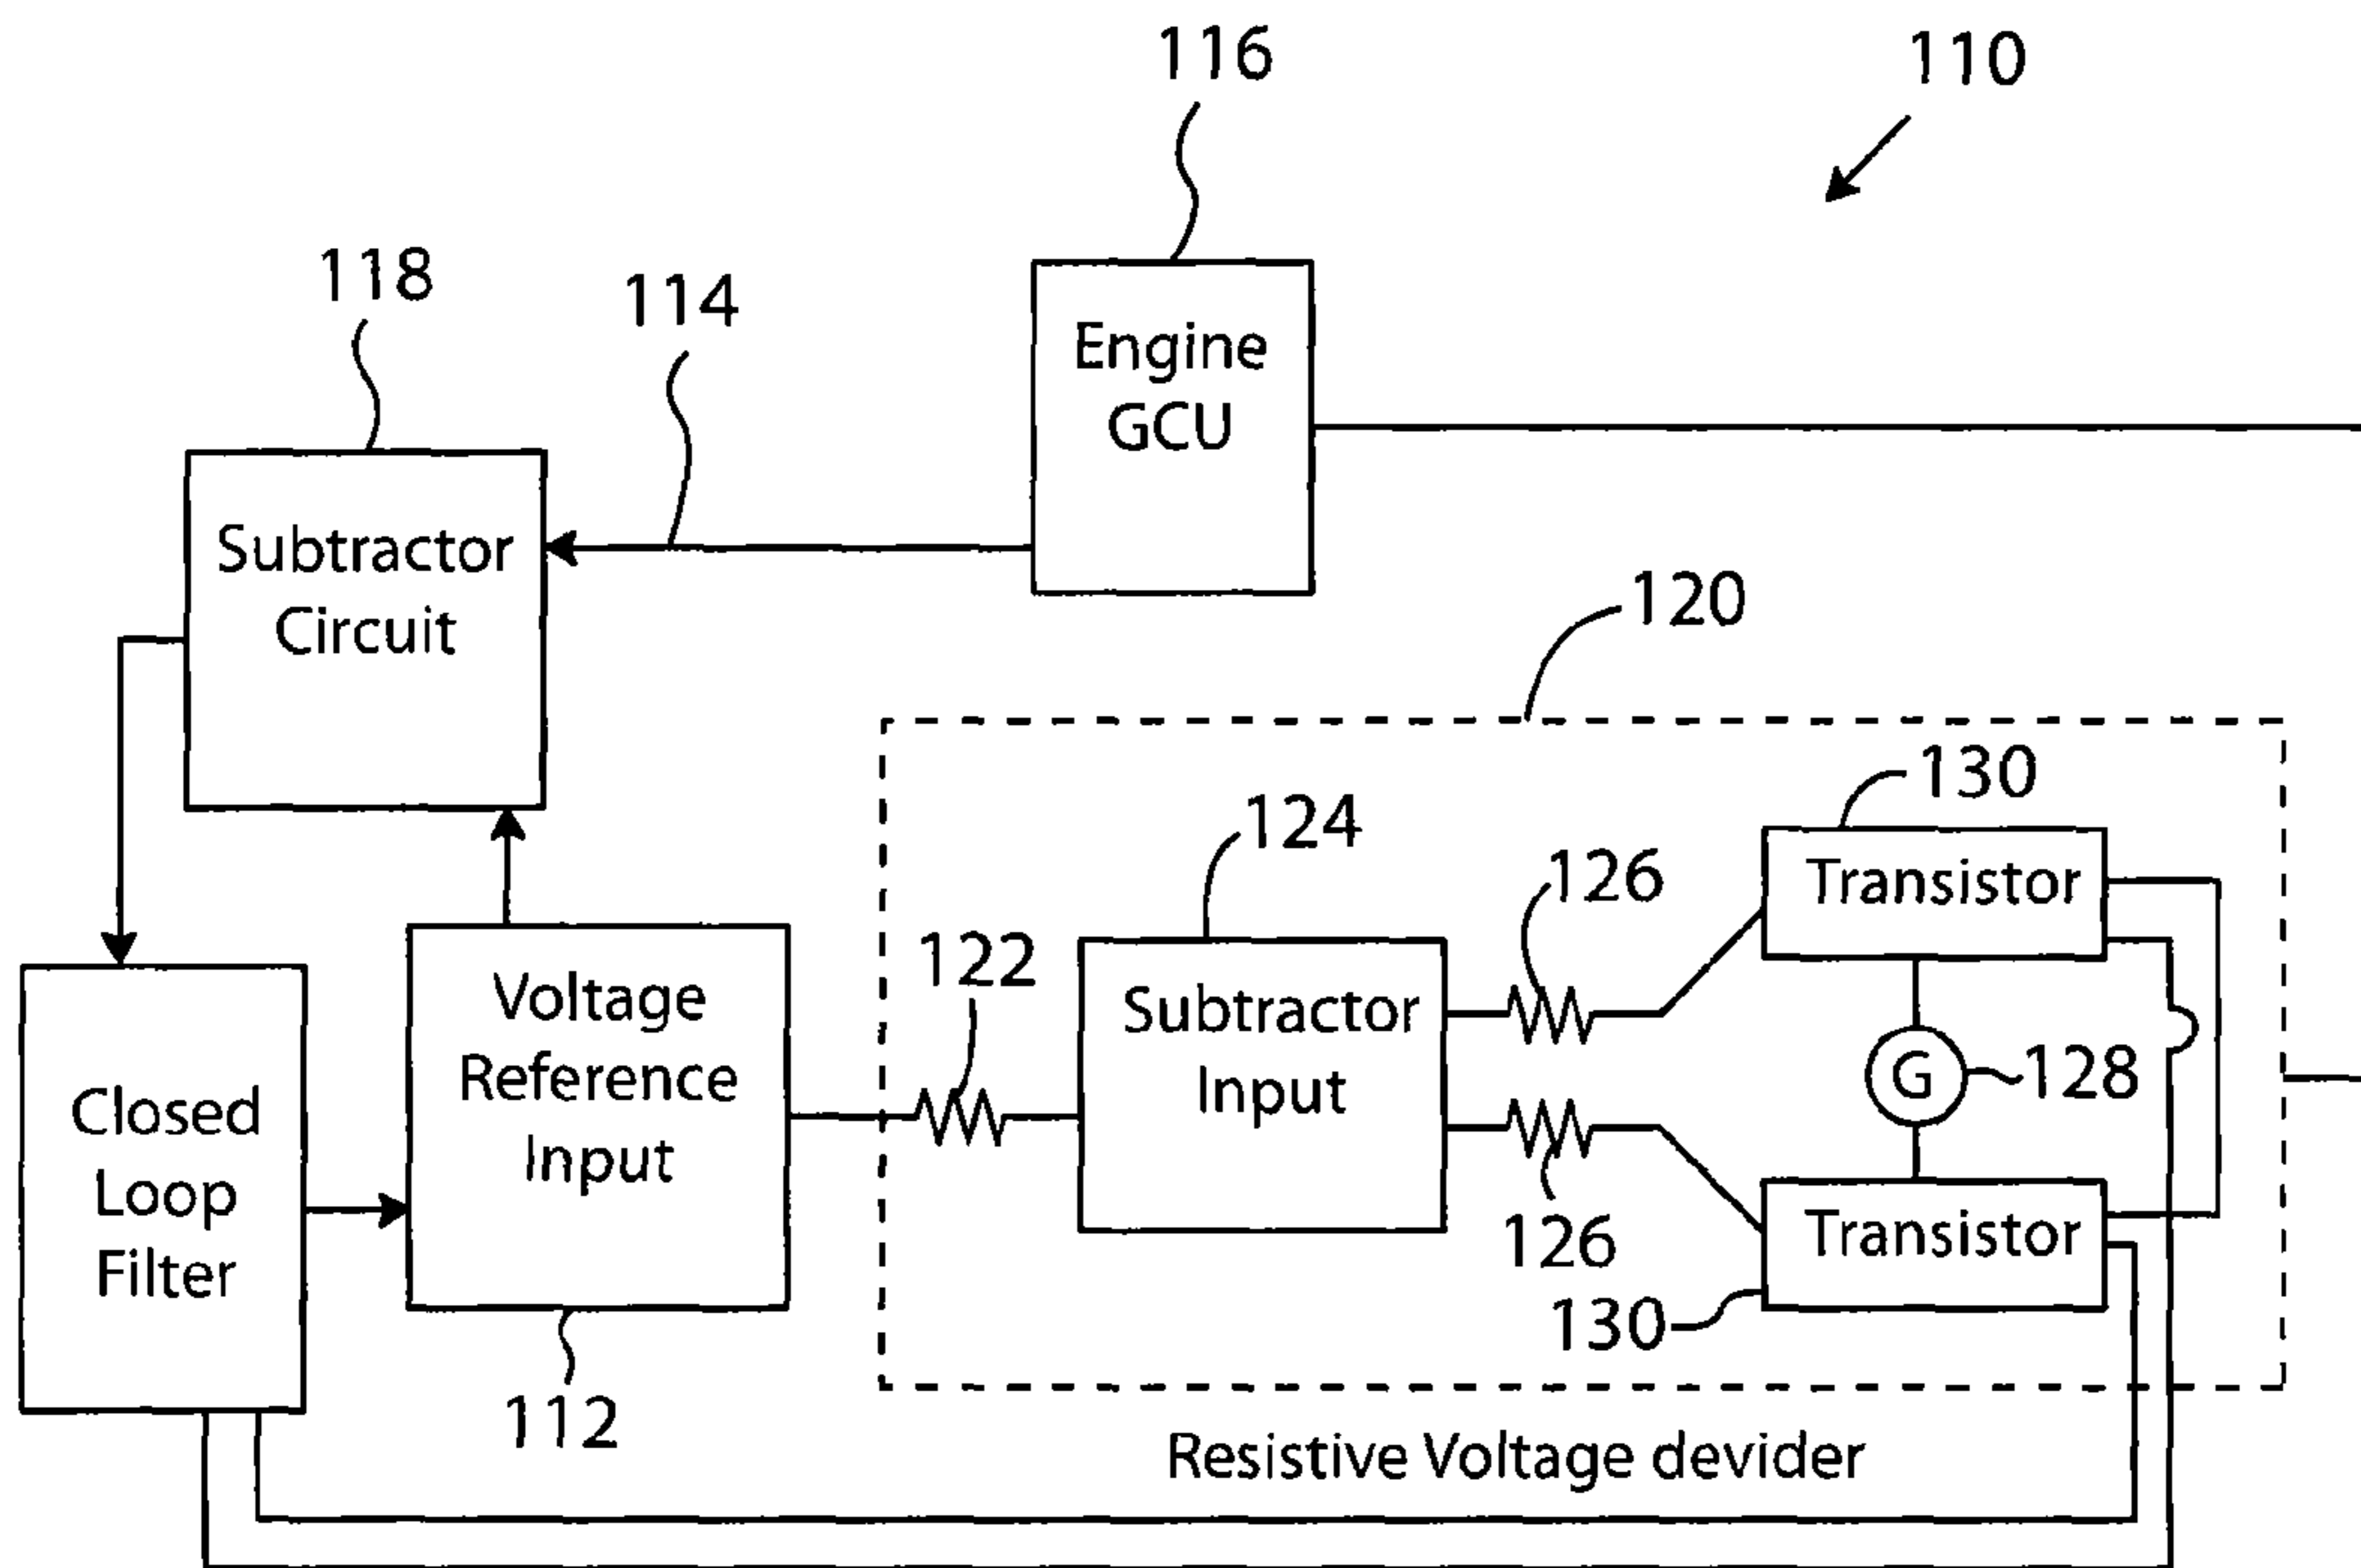 116
110
118
114
Engine
GCU
Subtractor
Circuit
120
130
124
126
Transistor
122
Voltage
Reference
Input
Subtractor
Input
G
128
Closed
Loop
Filter
126
Transistor
130
112
Resistive Voltage devider